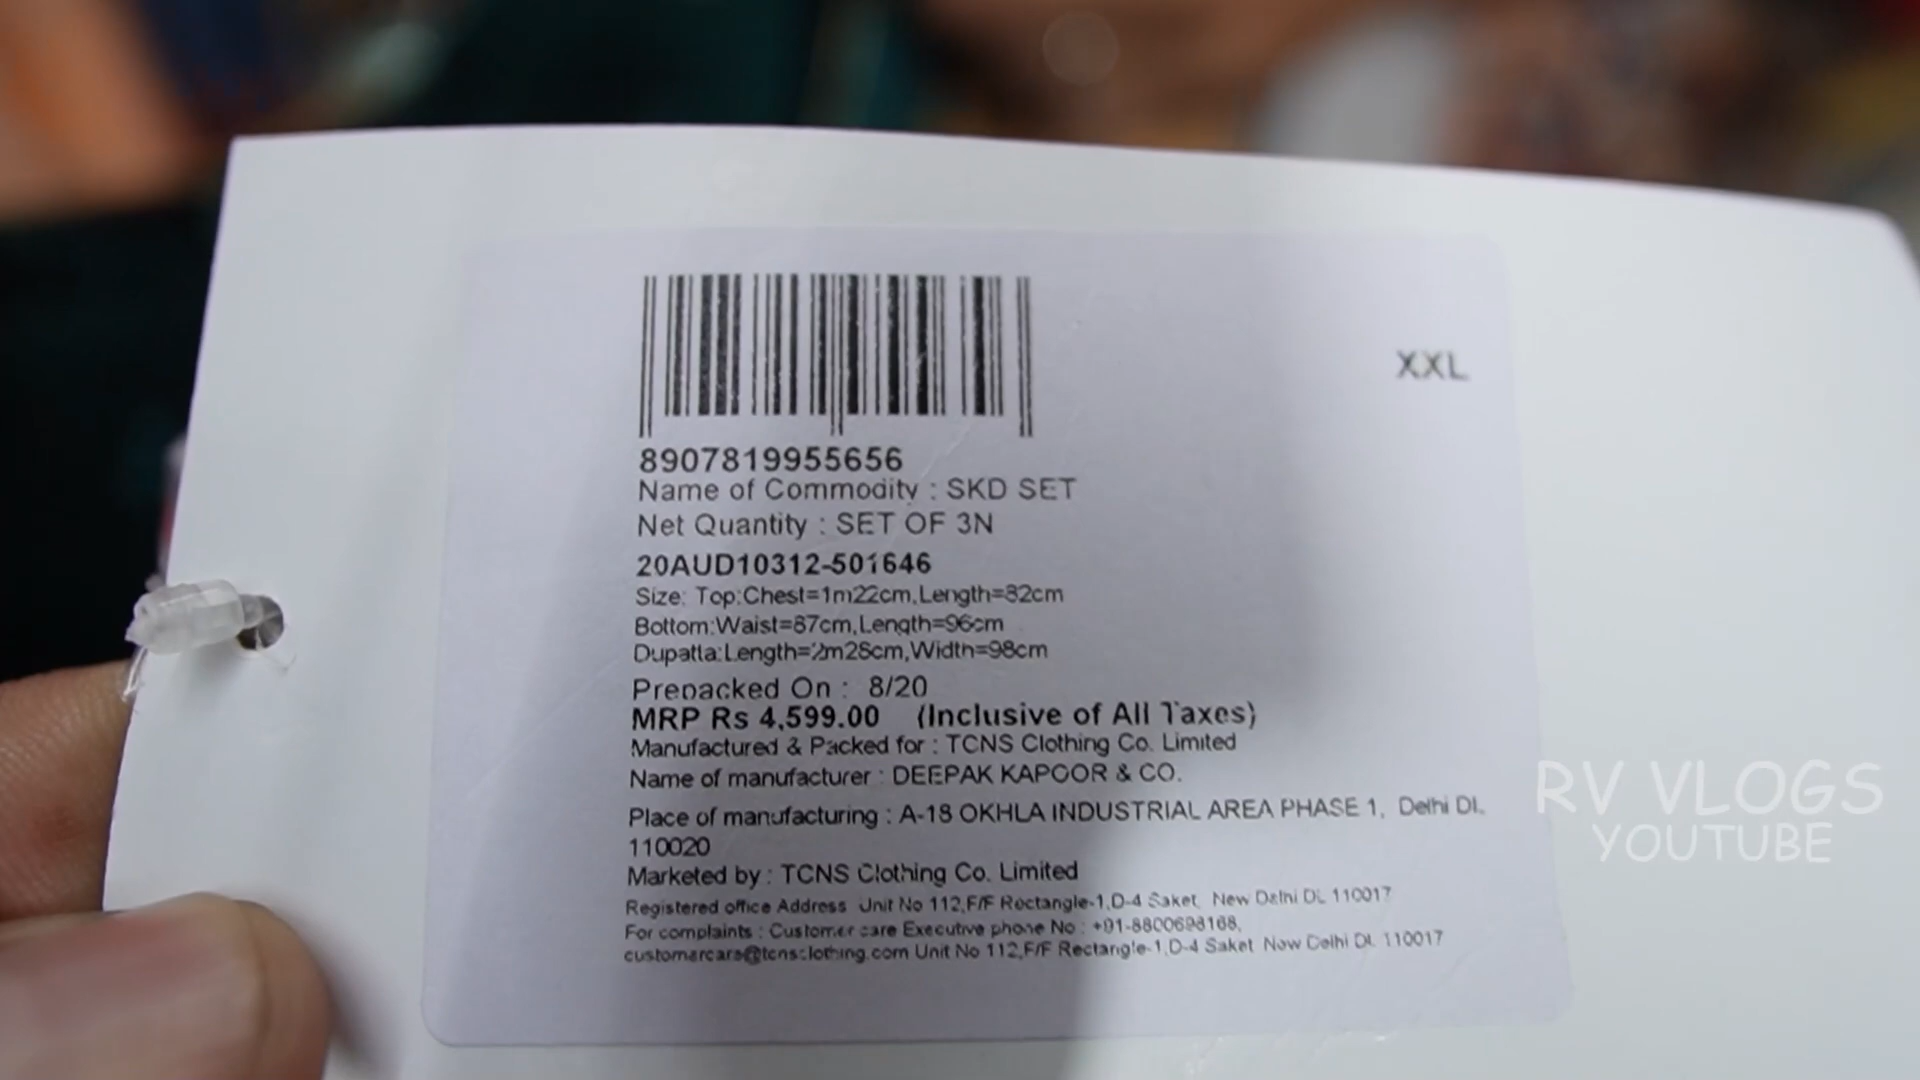 XXL
8907819955656
Name of Commodity : SKD SET
Net Quantity : SET OF 3N
20AUD10312-501646
Size: Top:Chest=1m22cm,Length=82cm
Bottom:Waist=87cm,Length=96cm
Dupatta:Length=2m28cm,Width=98cm
Prepacked On : 8/20
MRP Rs 4,599.00 (Inclusive of All Taxes)
Manufactured & Packed for : TCNS Clothing Co. Limited
Name of manufacturer : DEEPAK KAPOOR & CO.
Place of manufacturing : A-18 OKHLA INDUSTRIAL AREA PHASE 1, Delhi DL
110020
Marketed by : TCNS Clothing Co. Limited
Registered office Address Unit No 112,F/F Rectangle-1,D-4 Saket, New Delhi DL 110017
For complaints : Customer care Executive phone No :
customercare@tcnsclothing.com Unit No 112,F/F Rectangle-1,D-4 Saket New Delhi DL 110017
RV VLOGS
YOUTUBE